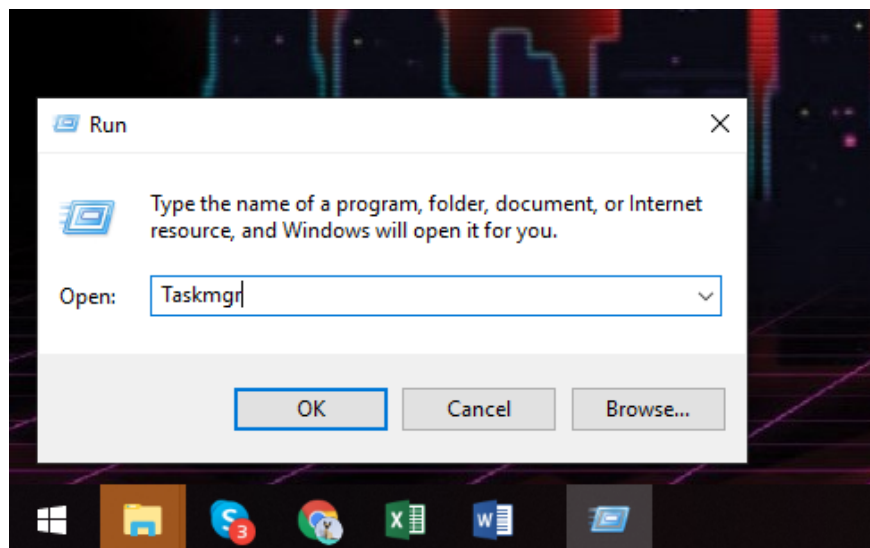 Run
Type the name of a program, folder, document, or Internet
resource, and Windows will open it for you.
Open: Taskmgr
OK Cancel Browse...
3